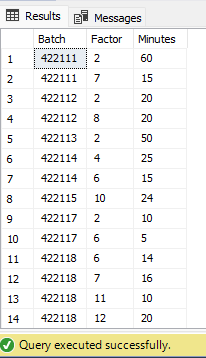 Results Messages
Batch Factor Minutes
1 422111 2 60
2 422111 7 15
3 422112 2 20
4 422112 8 20
5 422113 2 50
6 422114 4 25
7 422114 6 15
8 422115 10 24
9 422117 2 10
10 422117 6 5
11 422118 6 14
12 422118 7 16
13 422118 11 10
14 422118 12 20
Query executed successfully.